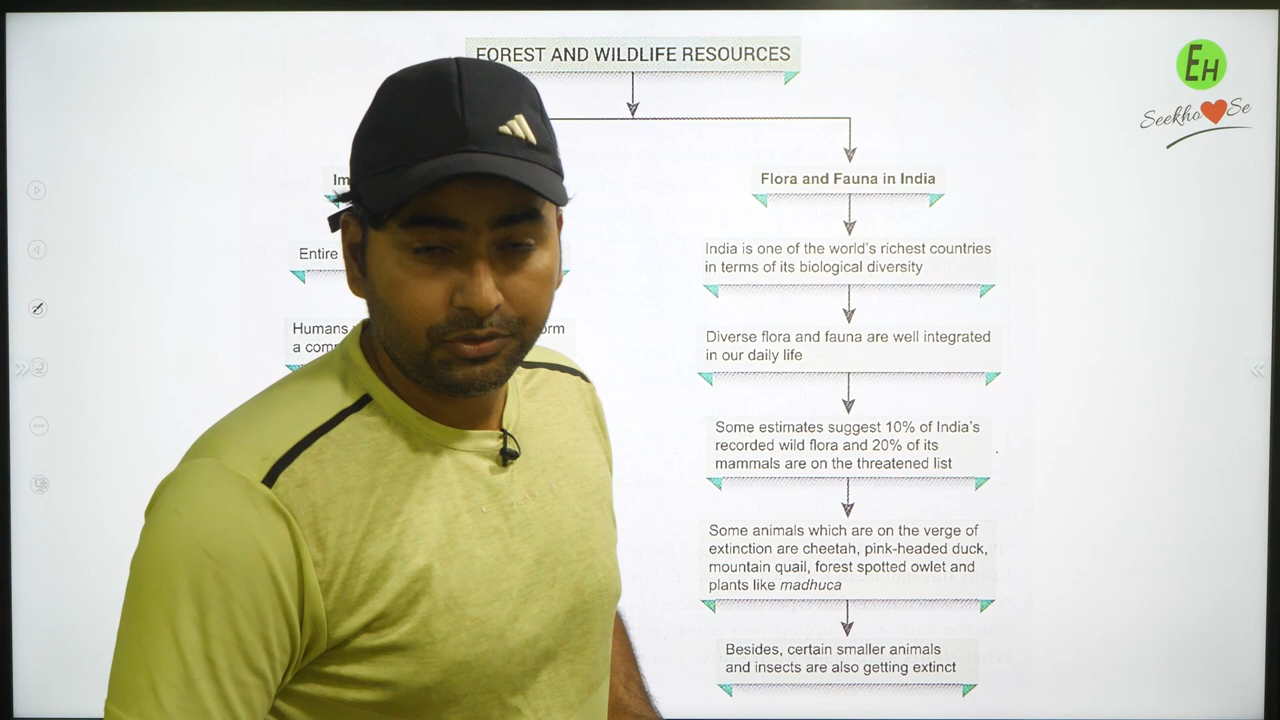 FOREST AND WILDLIFE RESOURCES
EH
Seekho Se
Im
Entire
Humans
orm
a com
Flora and Fauna in India
India is one of the world's richest countries
in terms of its biological diversity
Diverse flora and fauna are well integrated
in our daily life
Some estimates suggest 10% of India's
recorded wild flora and 20% of its
mammals are on the threatened list
Some animals which are on the verge of
extinction are cheetah, pink-headed duck,
mountain quail, forest spotted owlet and
plants like madhuca
Besides, certain smaller animals
and insects are also getting extinct